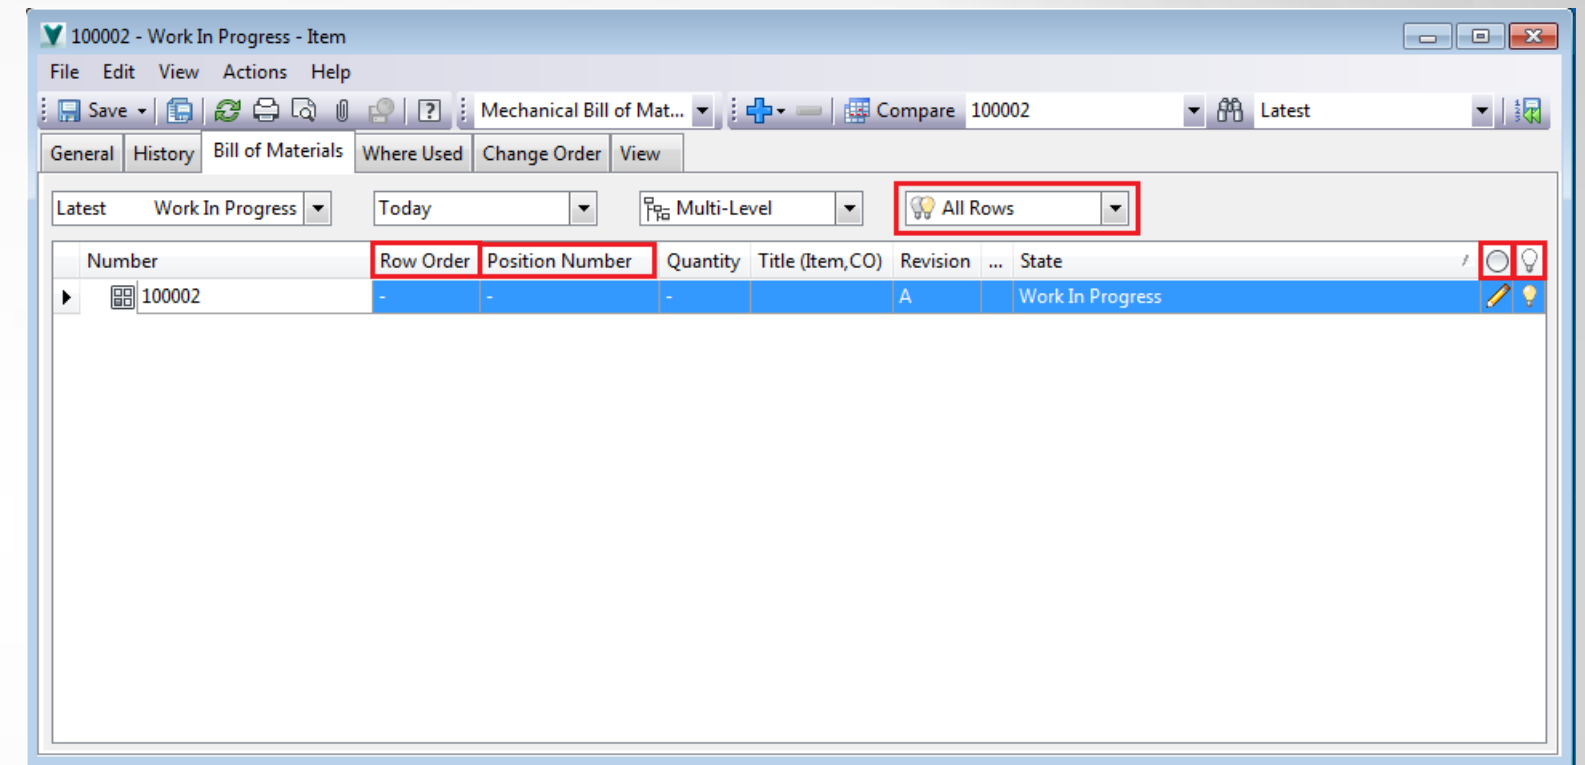 100002 - Work In Progress - Item
File Edit View Actions Help
Save Mechanical Bill of Mat... Compare 100002 Latest
General History Bill of Materials Where Used Change Order View
Latest Work In Progress Today Multi-Level All Rows
Number Row Order Position Number Quantity Title (Item,CO) Revision ... State
100002 - - - A Work In Progress